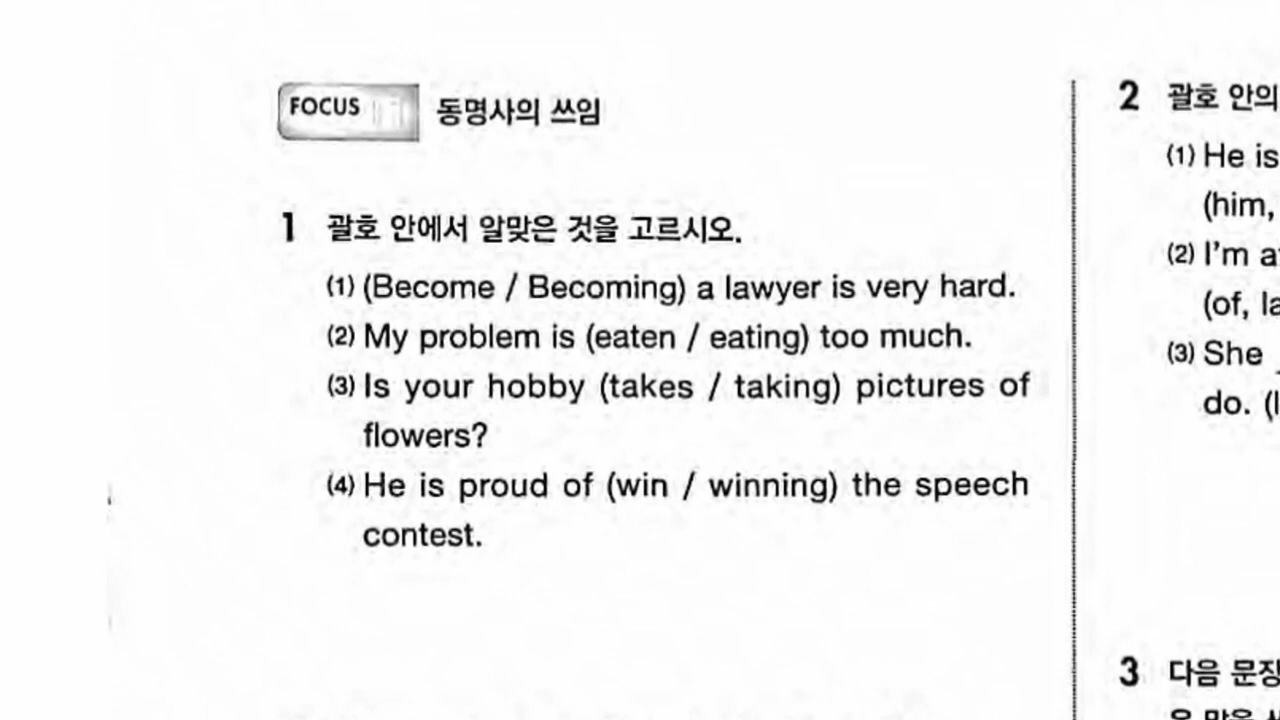 FOCUS 동명사의 쓰임
1 괄호 안에서 알맞은 것을 고르시오.
(1) (Become / Becoming) a lawyer is very hard.
(2) My problem is (eaten / eating) too much.
(3) Is your hobby (takes / taking) pictures of
flowers?
(4) He is proud of (win / winning) the speech
contest.
2 괄호 안의
(1) He is
(him,
(2) I'm
(of,
(3) She
do.
3 다음